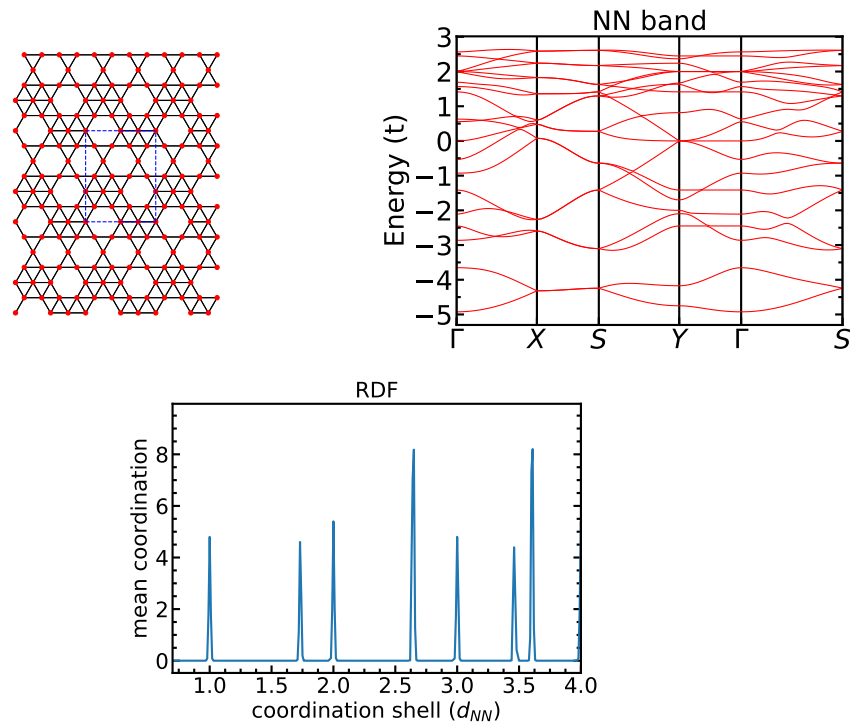 NN band
Energy (t)
3
2
1
0
−1
−2
−3
−4
−5
Γ X S Y Γ S
RDF
mean coordination
8
6
4
2
0
1.0 1.5 2.0 2.5 3.0 3.5 4.0
coordination shell (d_NN)